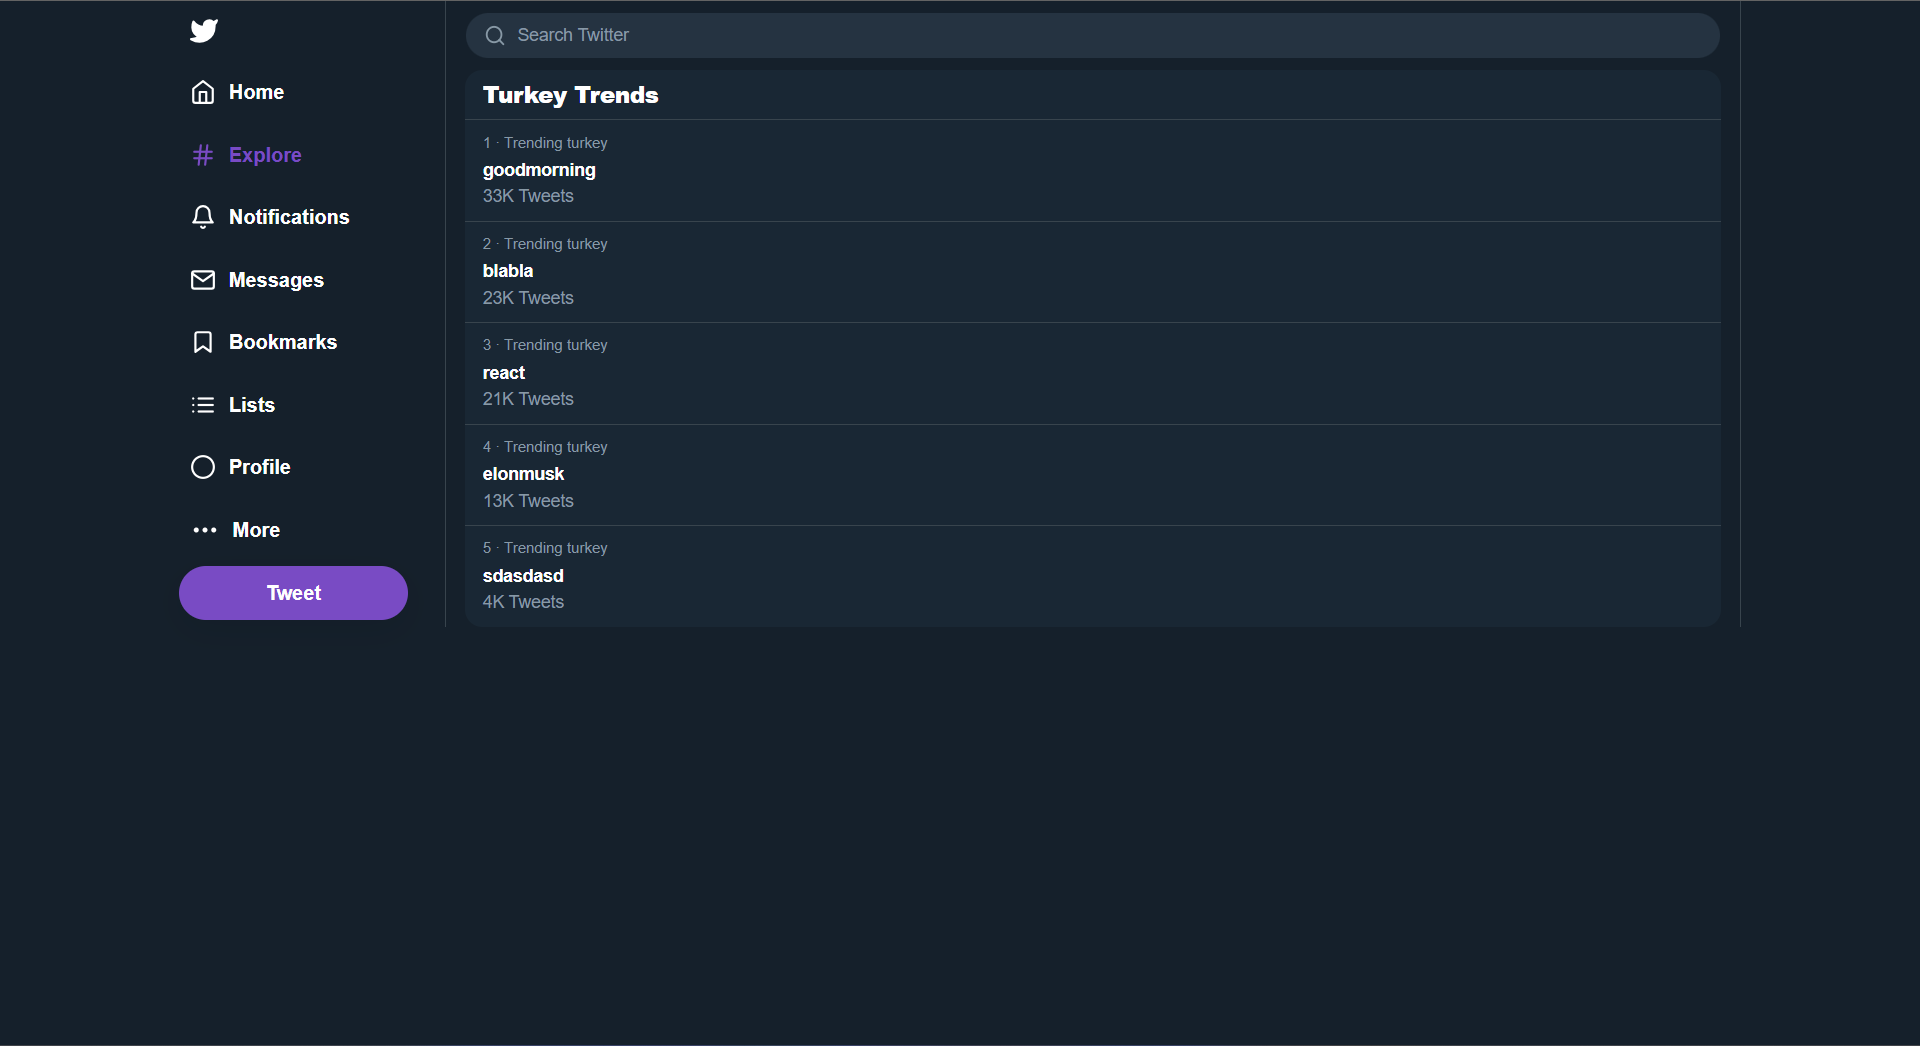 Home
Explore
Notifications
Messages
Bookmarks
Lists
Profile
More
Tweet
Search Twitter
Turkey Trends
1 · Trending turkey
goodmorning
33K Tweets
2 · Trending turkey
blabla
23K Tweets
3 · Trending turkey
react
21K Tweets
4 · Trending turkey
elonmusk
13K Tweets
5 · Trending turkey
sdasdasd
4K Tweets